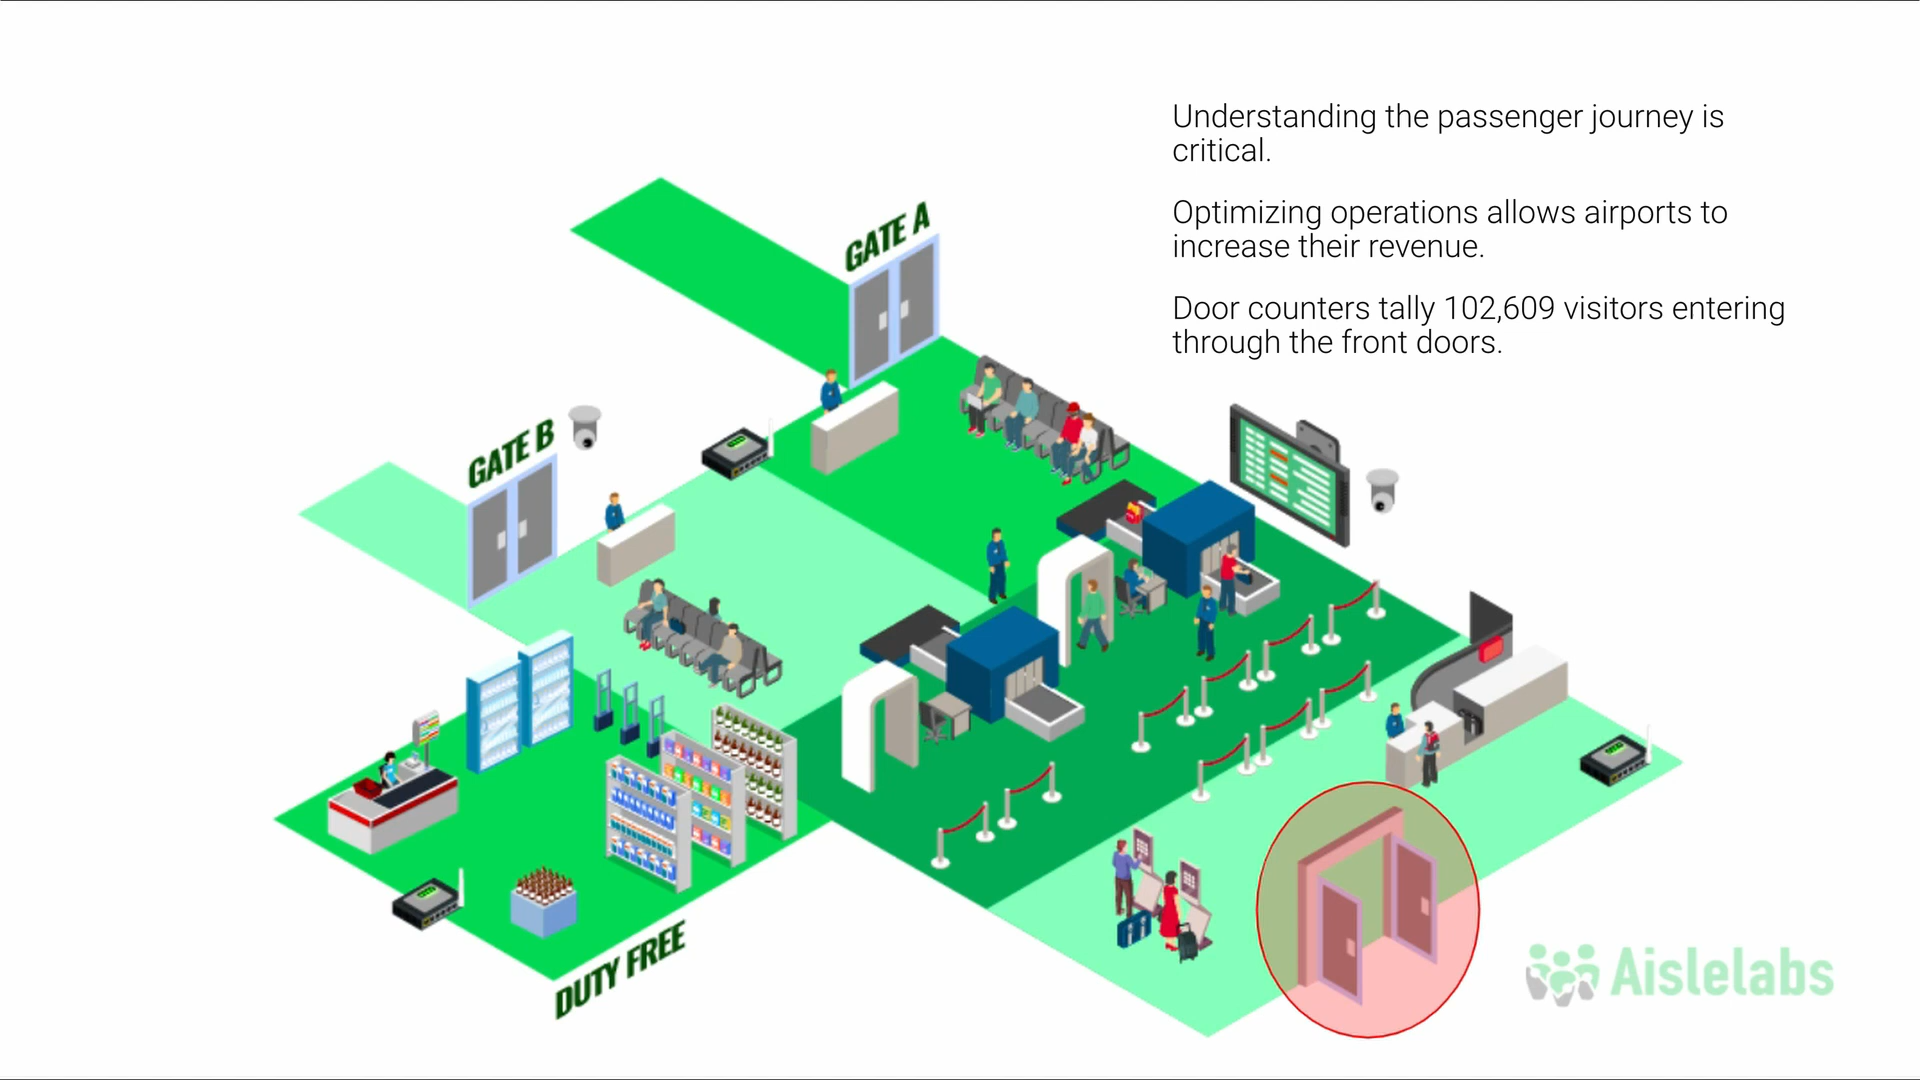 Understanding the passenger journey is
critical.
Optimizing operations allows airports to
increase their revenue.
Door counters tally 102,609 visitors entering
through the front doors.
GATE A
GATE B
DUTY FREE
Aislelabs